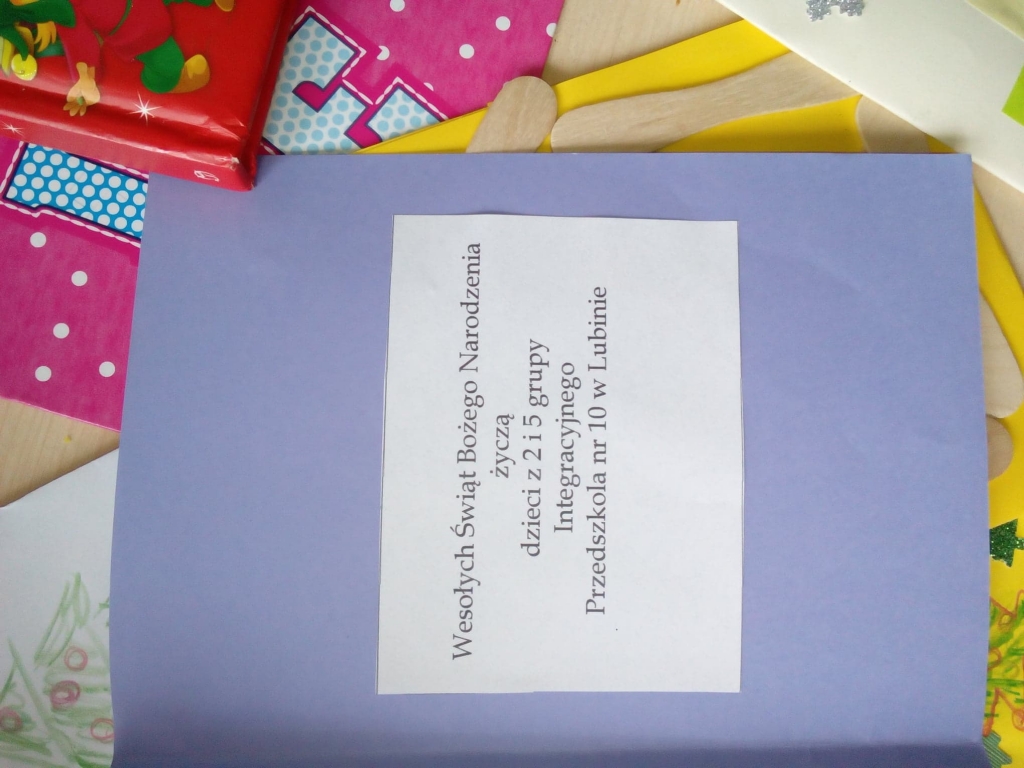 Wesołych Świąt Bożego Narodzenia
życzą
dzieci z 2 i 5 grupy
Integracyjnego
Przedszkola nr 10 w Lubinie